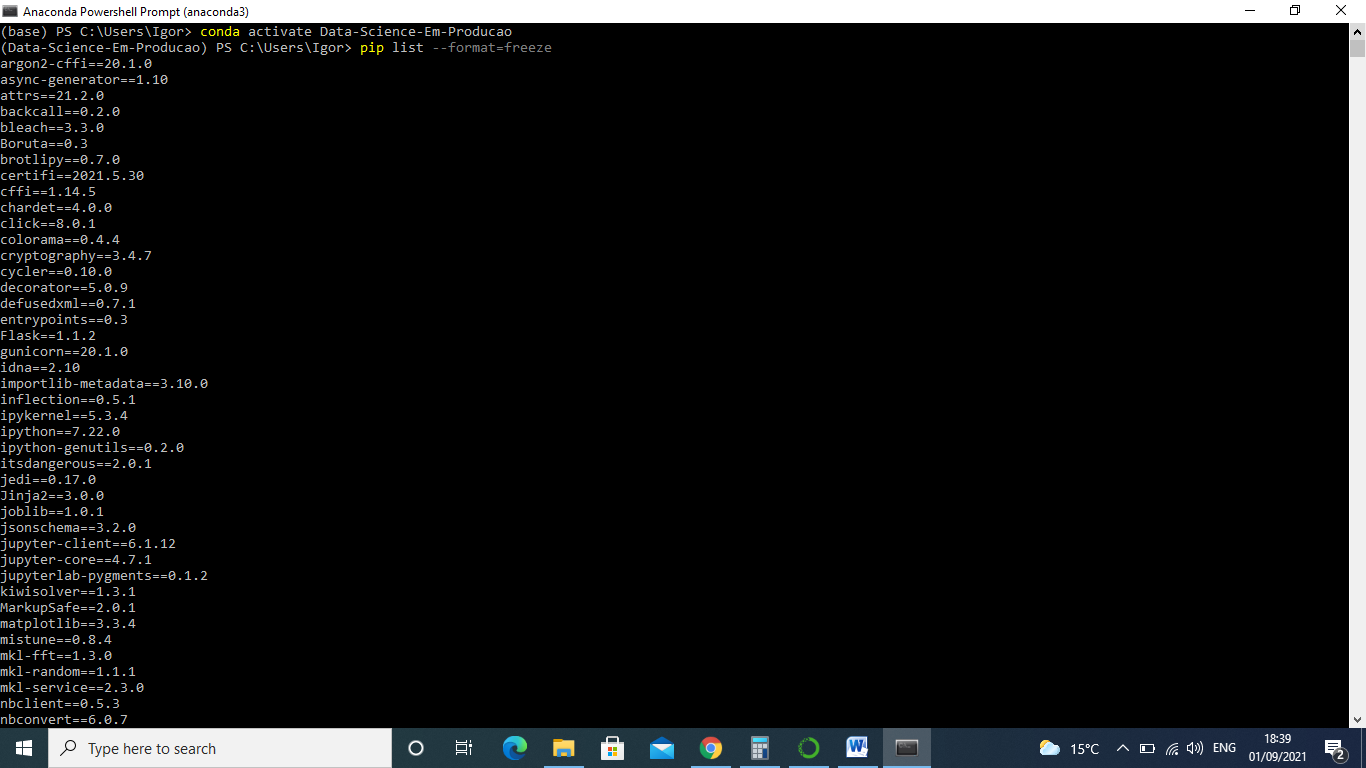 Anaconda Powershell Prompt (anaconda3)
(base) PS C:\Users\Igor> conda activate Data-Science-Em-Producao
(Data-Science-Em-Producao) PS C:\Users\Igor> pip list --format=freeze
argon2-cffi==20.1.0
async-generator==1.10
attrs==21.2.0
backcall==0.2.0
bleach==3.3.0
Boruta==0.3
brotlipy==0.7.0
certifi==2021.5.30
cffi==1.14.5
chardet==4.0.0
click==8.0.1
colorama==0.4.4
cryptography==3.4.7
cycler==0.10.0
decorator==5.0.9
defusedxml==0.7.1
entrypoints==0.3
Flask==1.1.2
gunicorn==20.1.0
idna==2.10
importlib-metadata==3.10.0
inflection==0.5.1
ipykernel==5.3.4
ipython==7.22.0
ipython-genutils==0.2.0
itsdangerous==2.0.1
jedi==0.17.0
Jinja2==3.0.0
joblib==1.0.1
jsonschema==3.2.0
jupyter-client==6.1.12
jupyter-core==4.7.1
jupyterlab-pygments==0.1.2
kiwisolver==1.3.1
MarkupSafe==2.0.1
matplotlib==3.3.4
mistune==0.8.4
mkl-fft==1.3.0
mkl-random==1.1.1
mkl-service==2.3.0
nbclient==0.5.3
nbconvert==6.0.7
Type here to search
W
15°C
ENG
18:39
01/09/2021
2